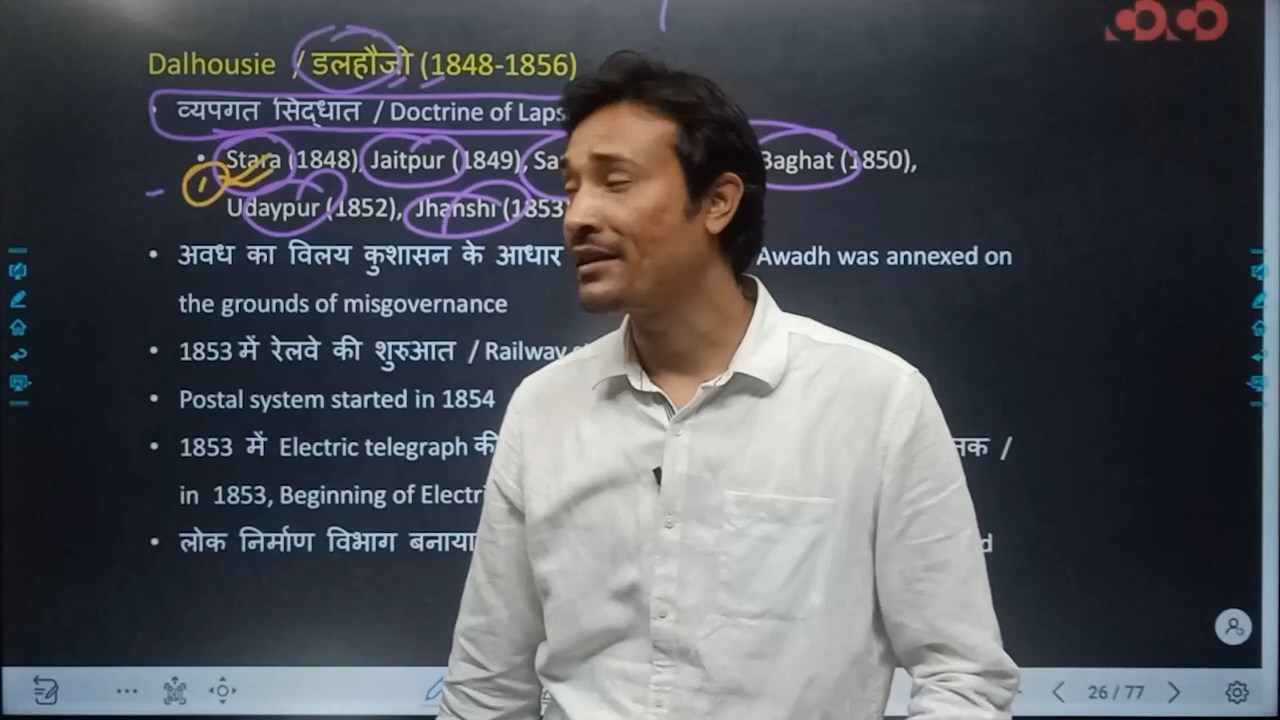 Dalhousie / डलहौजी (1848-1856)
व्यपगत सिद्धात / Doctrine of Laps
• Stara (1848), Jaitpur (1849), Sa Baghat (1850),
1
Udaypur (1852), Jhanshi (1853
• अवध का विलय कुशासन के आधार Awadh was annexed on
the grounds of misgovernance
• 1853 में रेलवे की शुरुआत / Railway
• Postal system started in 1854
• 1853 में Electric telegraph की नक /
in 1853, Beginning of Electri
• लोक निर्माण विभाग बनाया d
26 / 77